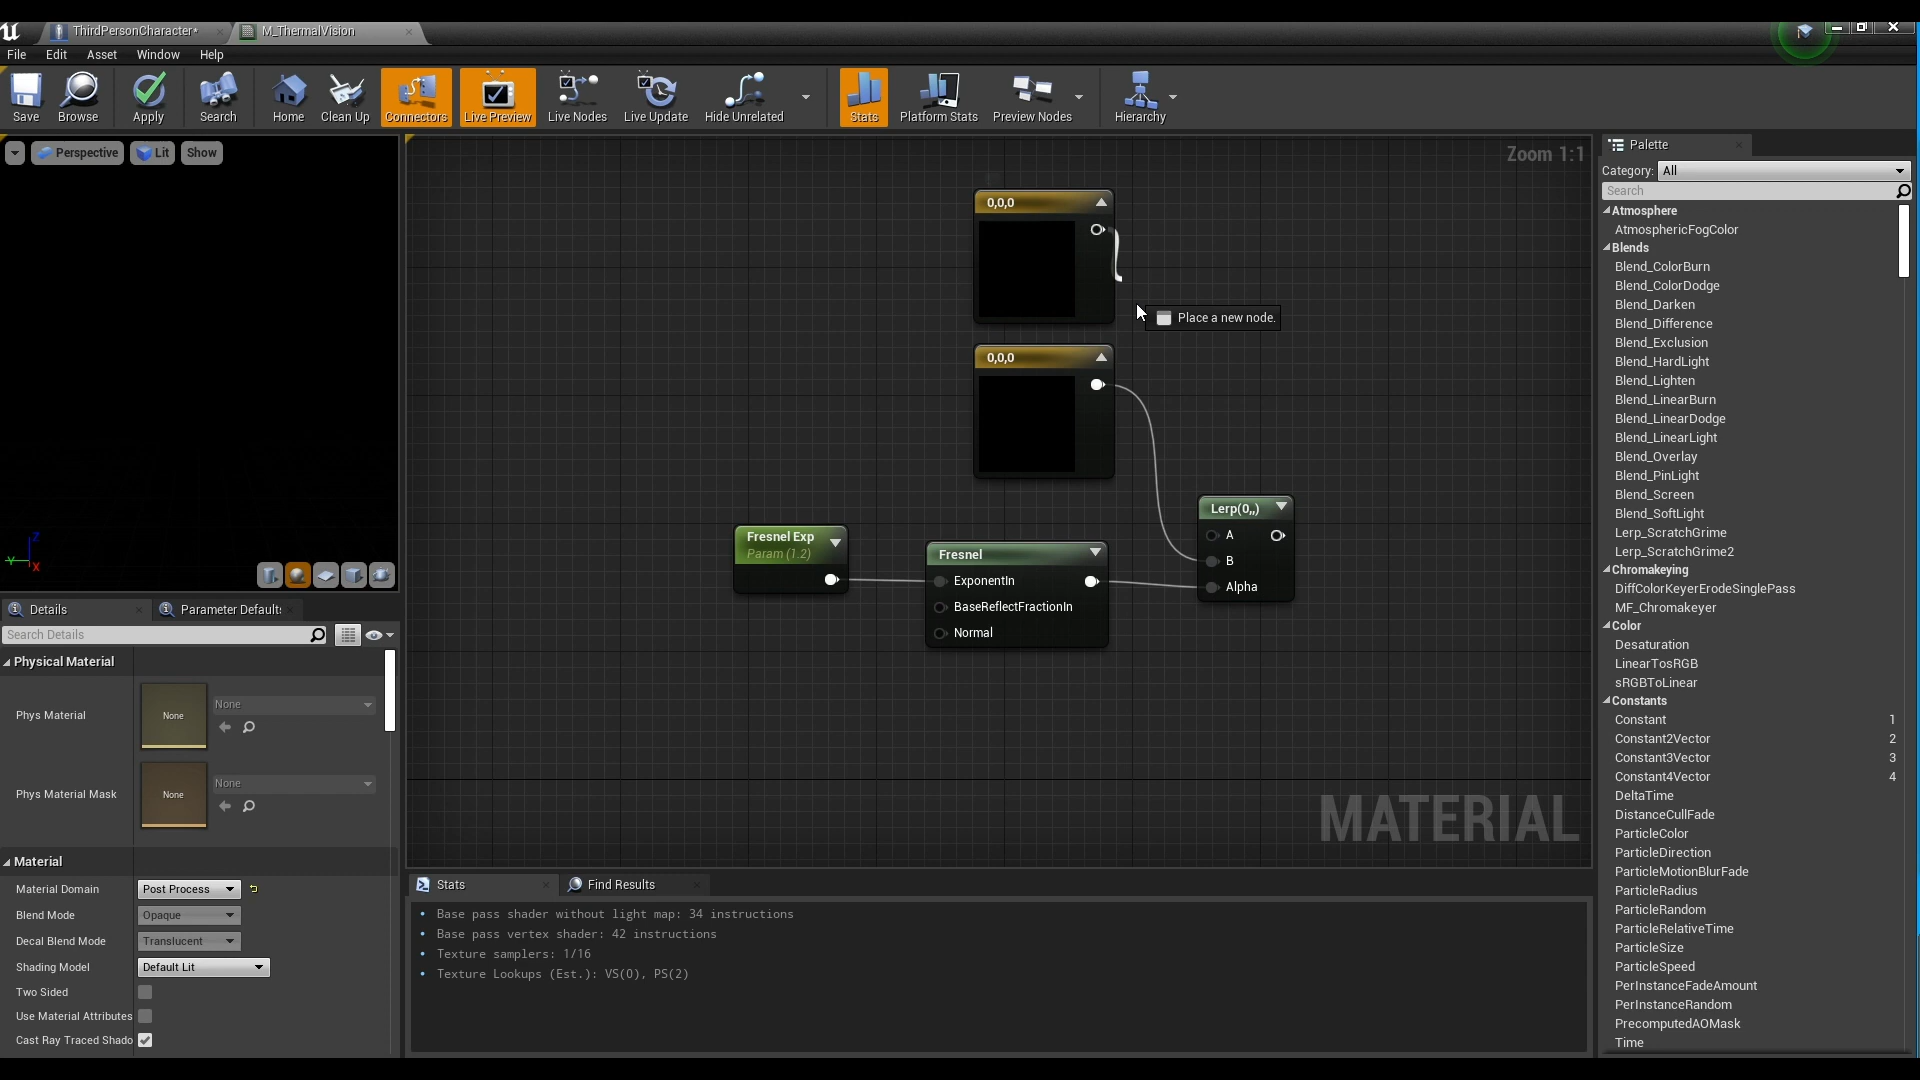 ThirdPersonCharacter*
M_ThermalVision
File Edit Asset Window Help
Save
Browse
Apply
Search
Home
Clean Up
Connectors
Live Preview
Live Nodes
Live Update
Hide Unrelated
Stats
Platform Stats
Preview Nodes
Hierarchy
Perspective
Lit
Show
Zoom 1:1
0,0,0
Place a new node.
0,0,0
Lerp(0,,)
A
B
Alpha
Fresnel Exp
Param (1.2)
Fresnel
ExponentIn
BaseReflectFractionIn
Normal
MATERIAL
Z
Y
X
Details
Parameter Default
Search Details
Physical Material
Phys Material
None
None
Phys Material Mask
None
None
Material
Material Domain
Post Process
Blend Mode
Opaque
Decal Blend Mode
Translucent
Shading Model
Default Lit
Two Sided
Use Material Attributes
Cast Ray Traced Shado
Stats
Find Results
Base pass shader without light map: 34 instructions
Base pass vertex shader: 42 instructions
Texture samplers: 1/16
Texture Lookups (Est.): VS(0), PS(2)
Palette
Category: All
Search
Atmosphere
AtmosphericFogColor
Blends
Blend_ColorBurn
Blend_ColorDodge
Blend_Darken
Blend_Difference
Blend_Exclusion
Blend_HardLight
Blend_Lighten
Blend_LinearBurn
Blend_LinearDodge
Blend_LinearLight
Blend_Overlay
Blend_PinLight
Blend_Screen
Blend_SoftLight
Lerp_ScratchGrime
Lerp_ScratchGrime2
Chromakeying
DiffColorKeyerErodeSinglePass
MF_Chromakeyer
Color
Desaturation
LinearTosRGB
sRGBToLinear
Constants
Constant 1
Constant2Vector 2
Constant3Vector 3
Constant4Vector 4
DeltaTime
DistanceCullFade
ParticleColor
ParticleDirection
ParticleMotionBlurFade
ParticleRadius
ParticleRandom
ParticleRelativeTime
ParticleSize
ParticleSpeed
PerInstanceFadeAmount
PerInstanceRandom
PrecomputedAOMask
Time